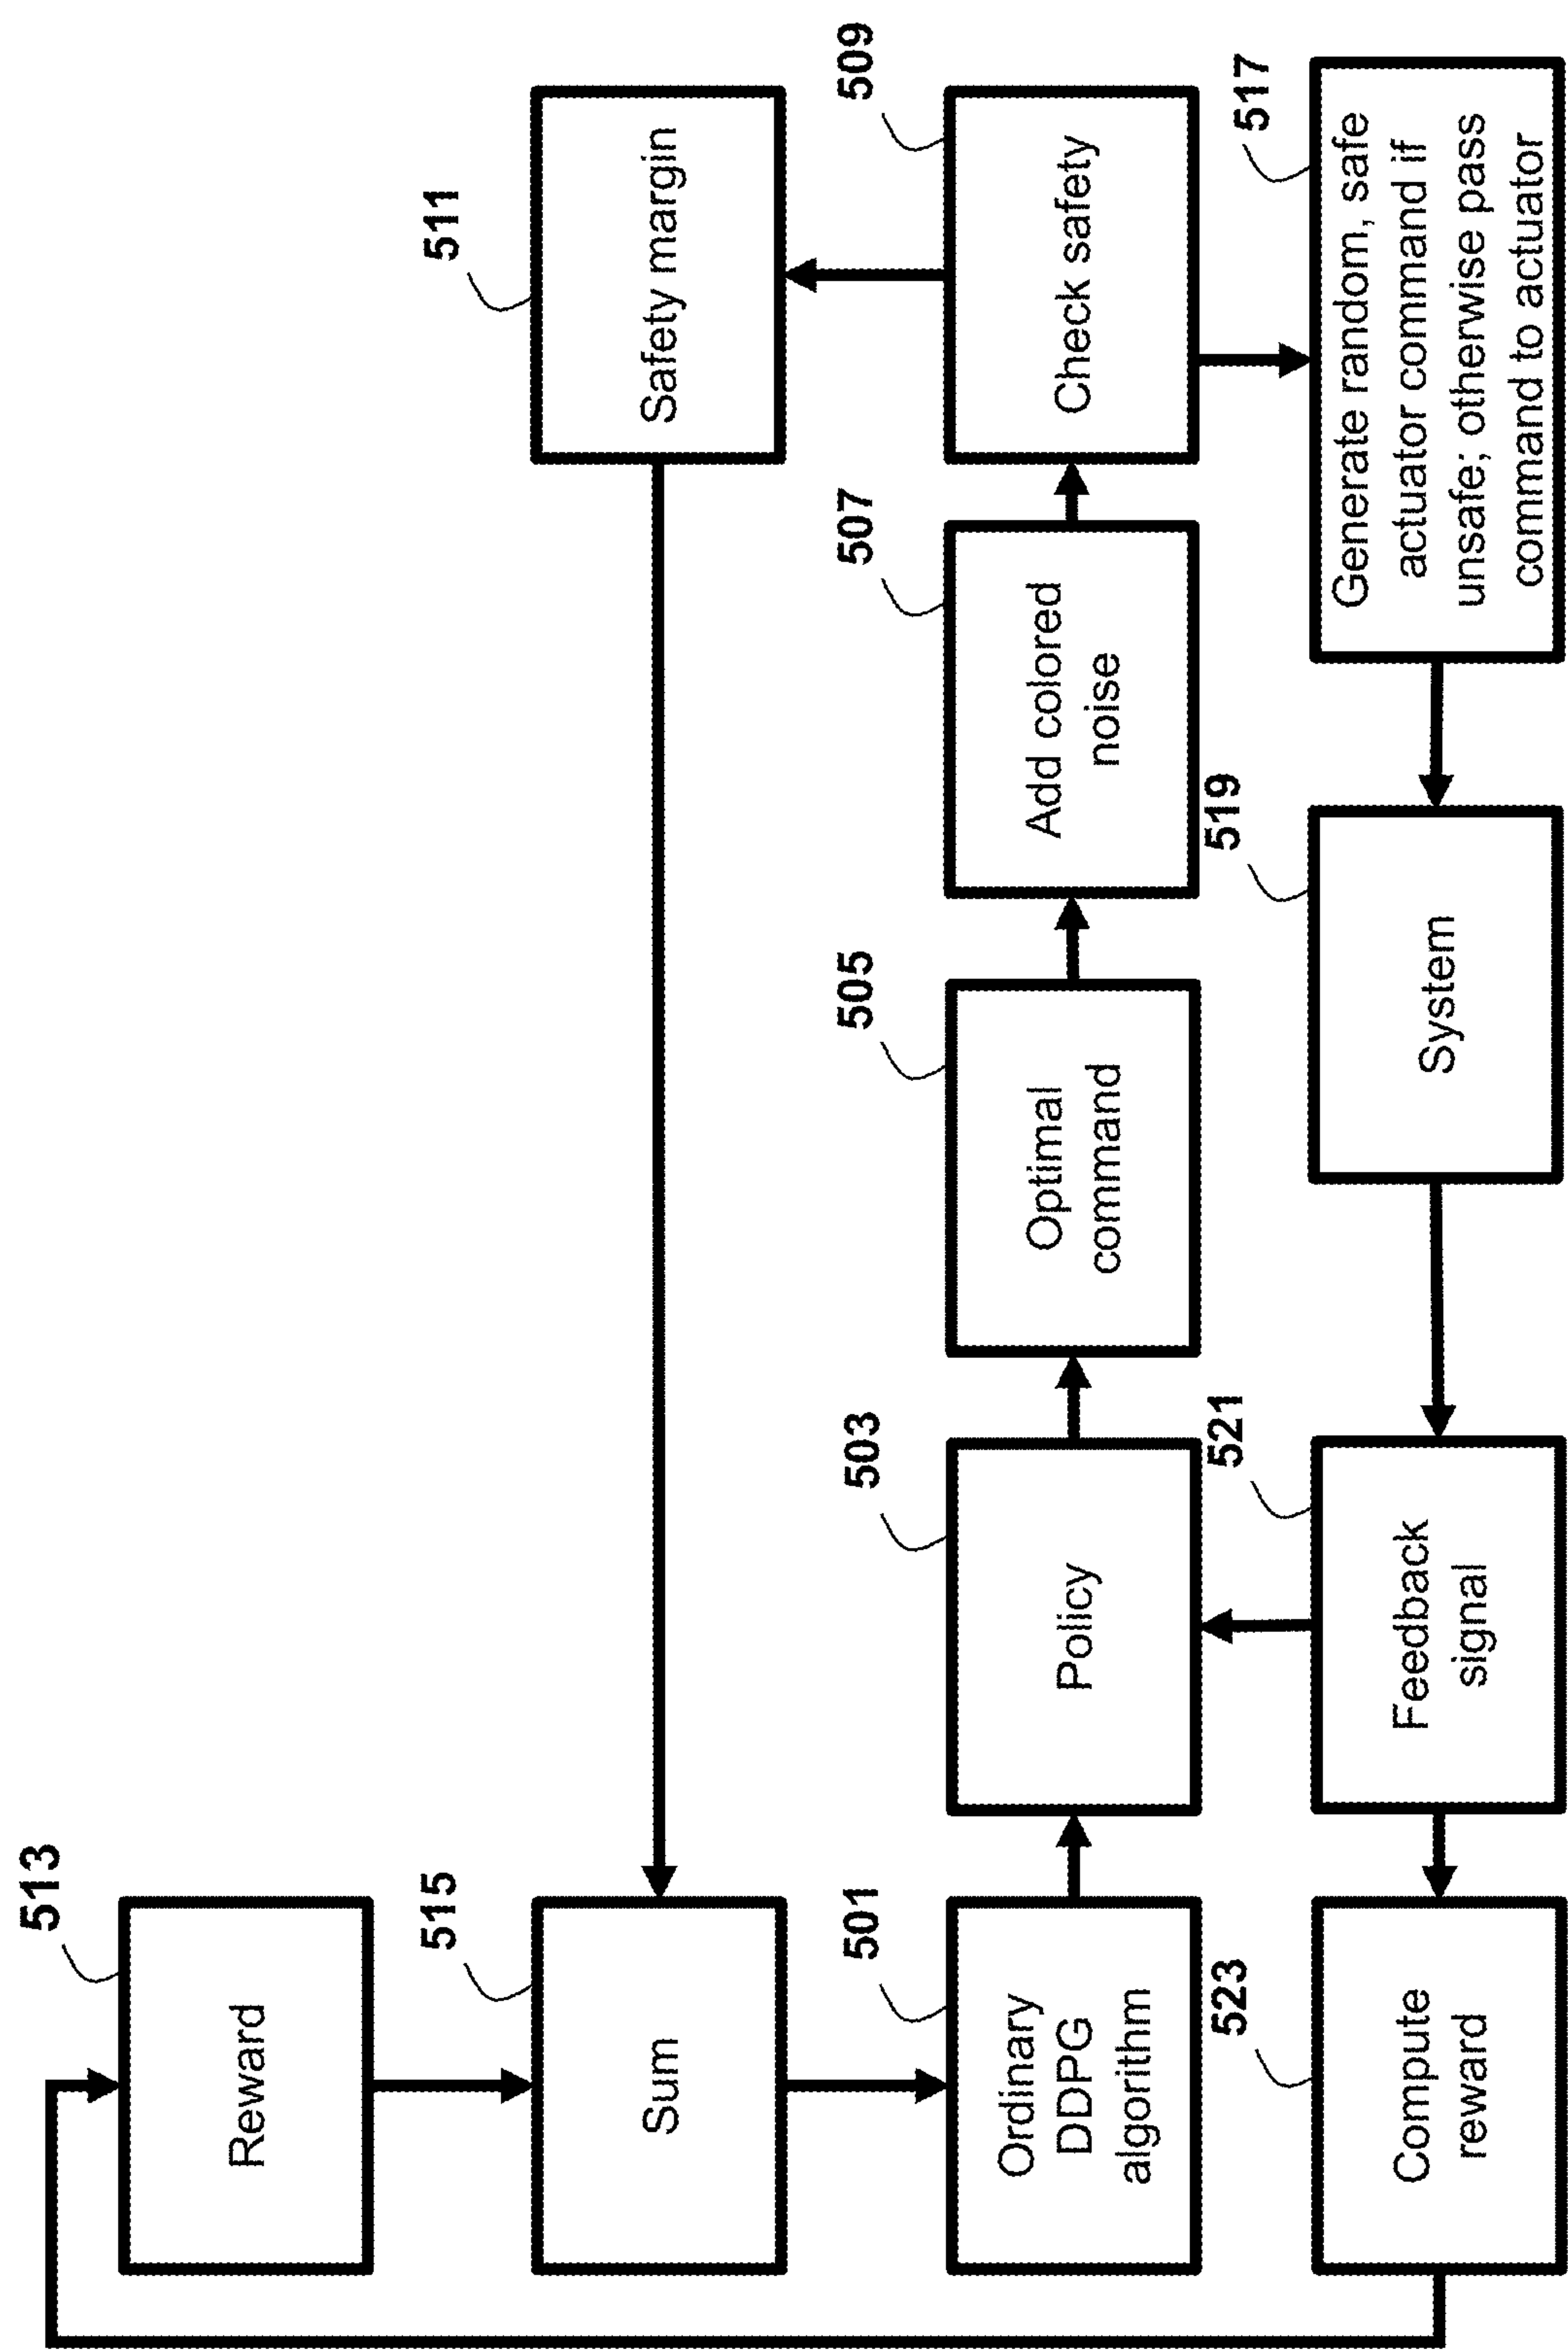 513
Reward
515
Sum
511
Safety margin
501
Ordinary
DDPG
algorithm
503
Policy
505
Optimal
command
507
Add colored
noise
509
Check safety
523
Compute
reward
521
Feedback
signal
519
System
517
Generate random, safe
actuator command if
unsafe; otherwise pass
command to actuator